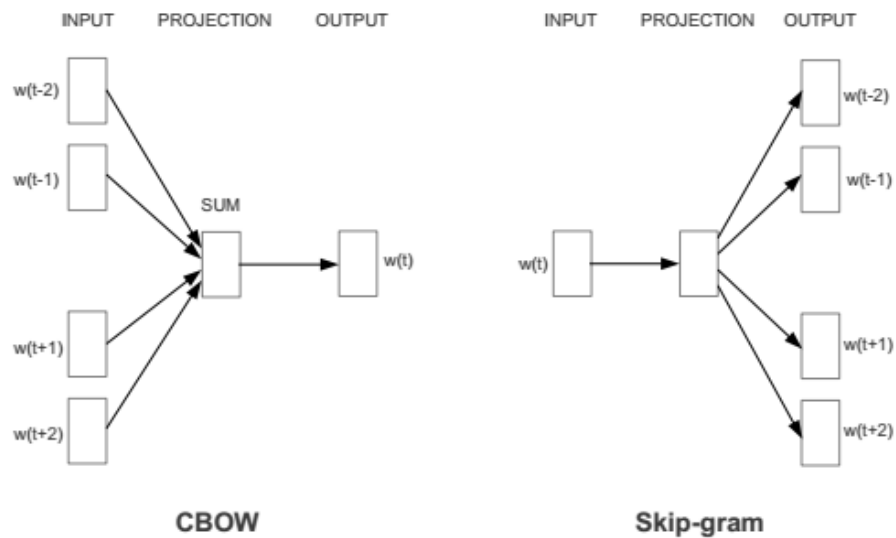 INPUT PROJECTION OUTPUT
w(t-2)
w(t-1)
SUM
w(t)
w(t+1)
w(t+2)
CBOW
INPUT PROJECTION OUTPUT
w(t-2)
w(t-1)
w(t)
w(t+1)
w(t+2)
Skip-gram